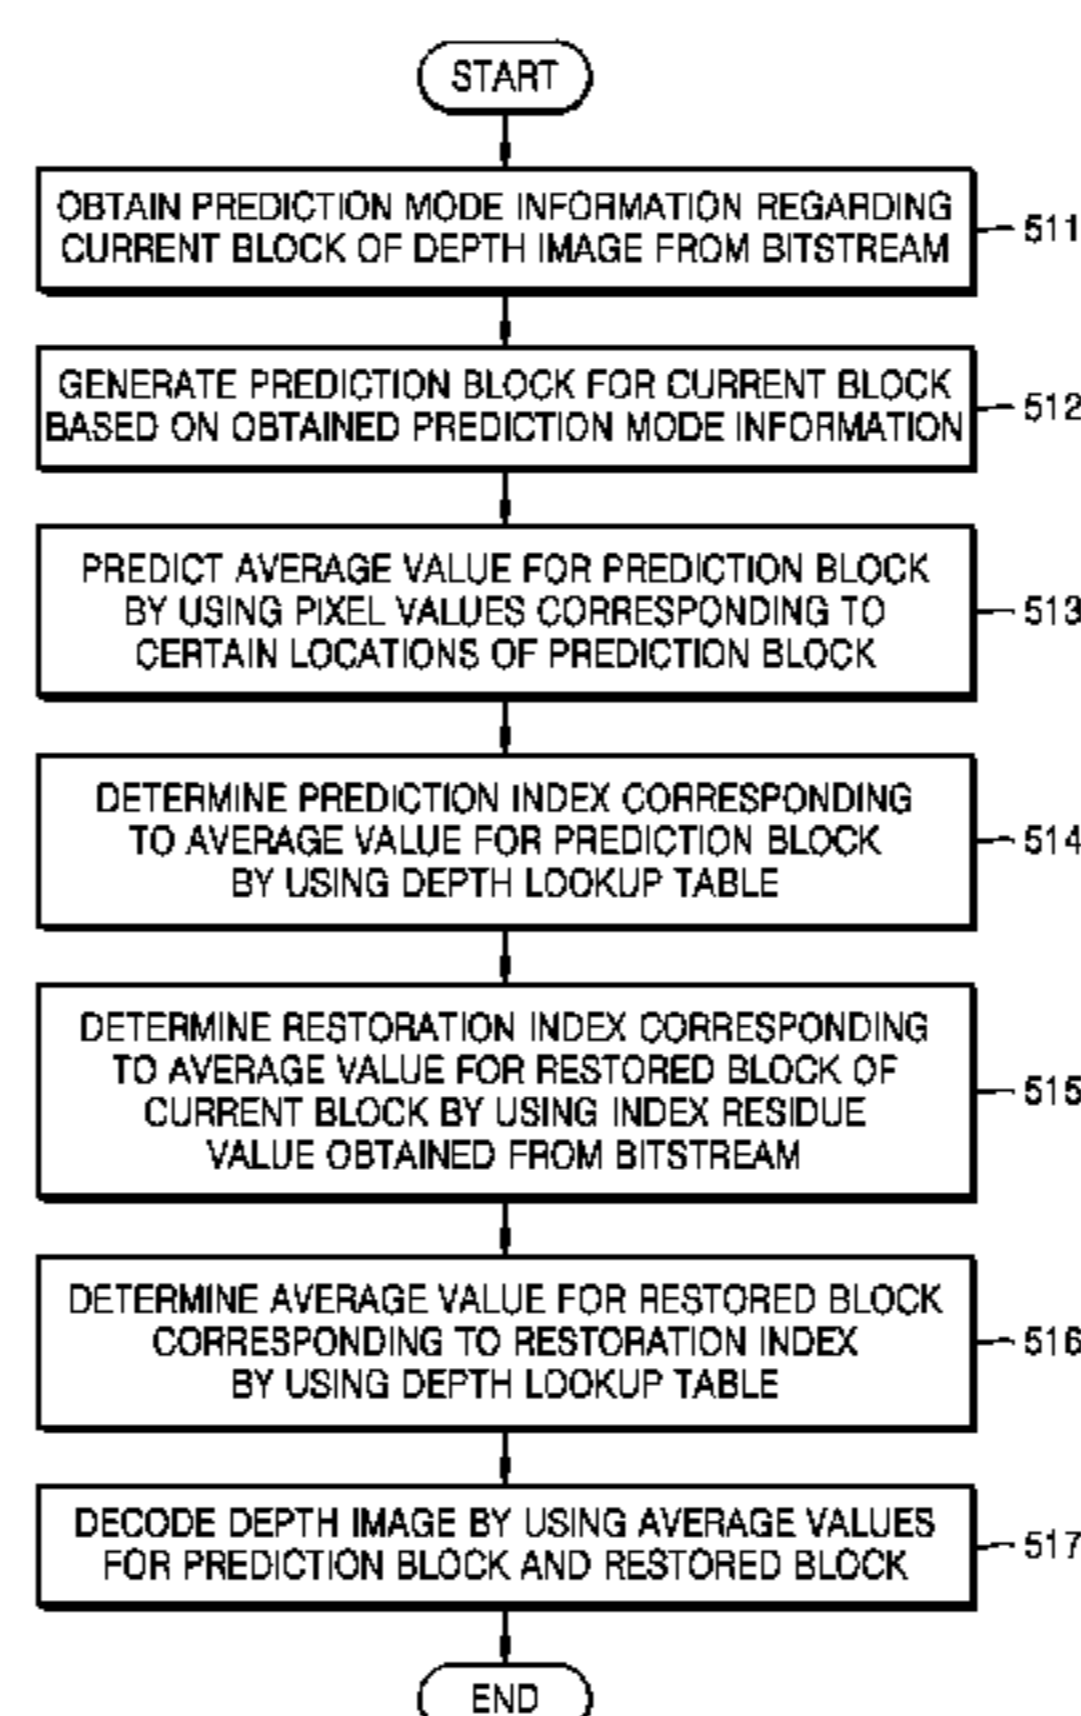 START
OBTAIN PREDICTION MODE INFORMATION REGARDING
CURRENT BLOCK OF DEPTH IMAGE FROM BITSTREAM
511
GENERATE PREDICTION BLOCK FOR CURRENT BLOCK
BASED ON OBTAINED PREDICTION MODE INFORMATION
512
PREDICT AVERAGE VALUE FOR PREDICTION BLOCK
BY USING PIXEL VALUES CORRESPONDING TO
CERTAIN LOCATIONS OF PREDICTION BLOCK
513
DETERMINE PREDICTION INDEX CORRESPONDING
TO AVERAGE VALUE FOR PREDICTION BLOCK
BY USING DEPTH LOOKUP TABLE
514
DETERMINE RESTORATION INDEX CORRESPONDING
TO AVERAGE VALUE FOR RESTORED BLOCK OF
CURRENT BLOCK BY USING INDEX RESIDUE
VALUE OBTAINED FROM BITSTREAM
515
DETERMINE AVERAGE VALUE FOR RESTORED BLOCK
CORRESPONDING TO RESTORATION INDEX
BY USING DEPTH LOOKUP TABLE
516
DECODE DEPTH IMAGE BY USING AVERAGE VALUES
FOR PREDICTION BLOCK AND RESTORED BLOCK
517
END